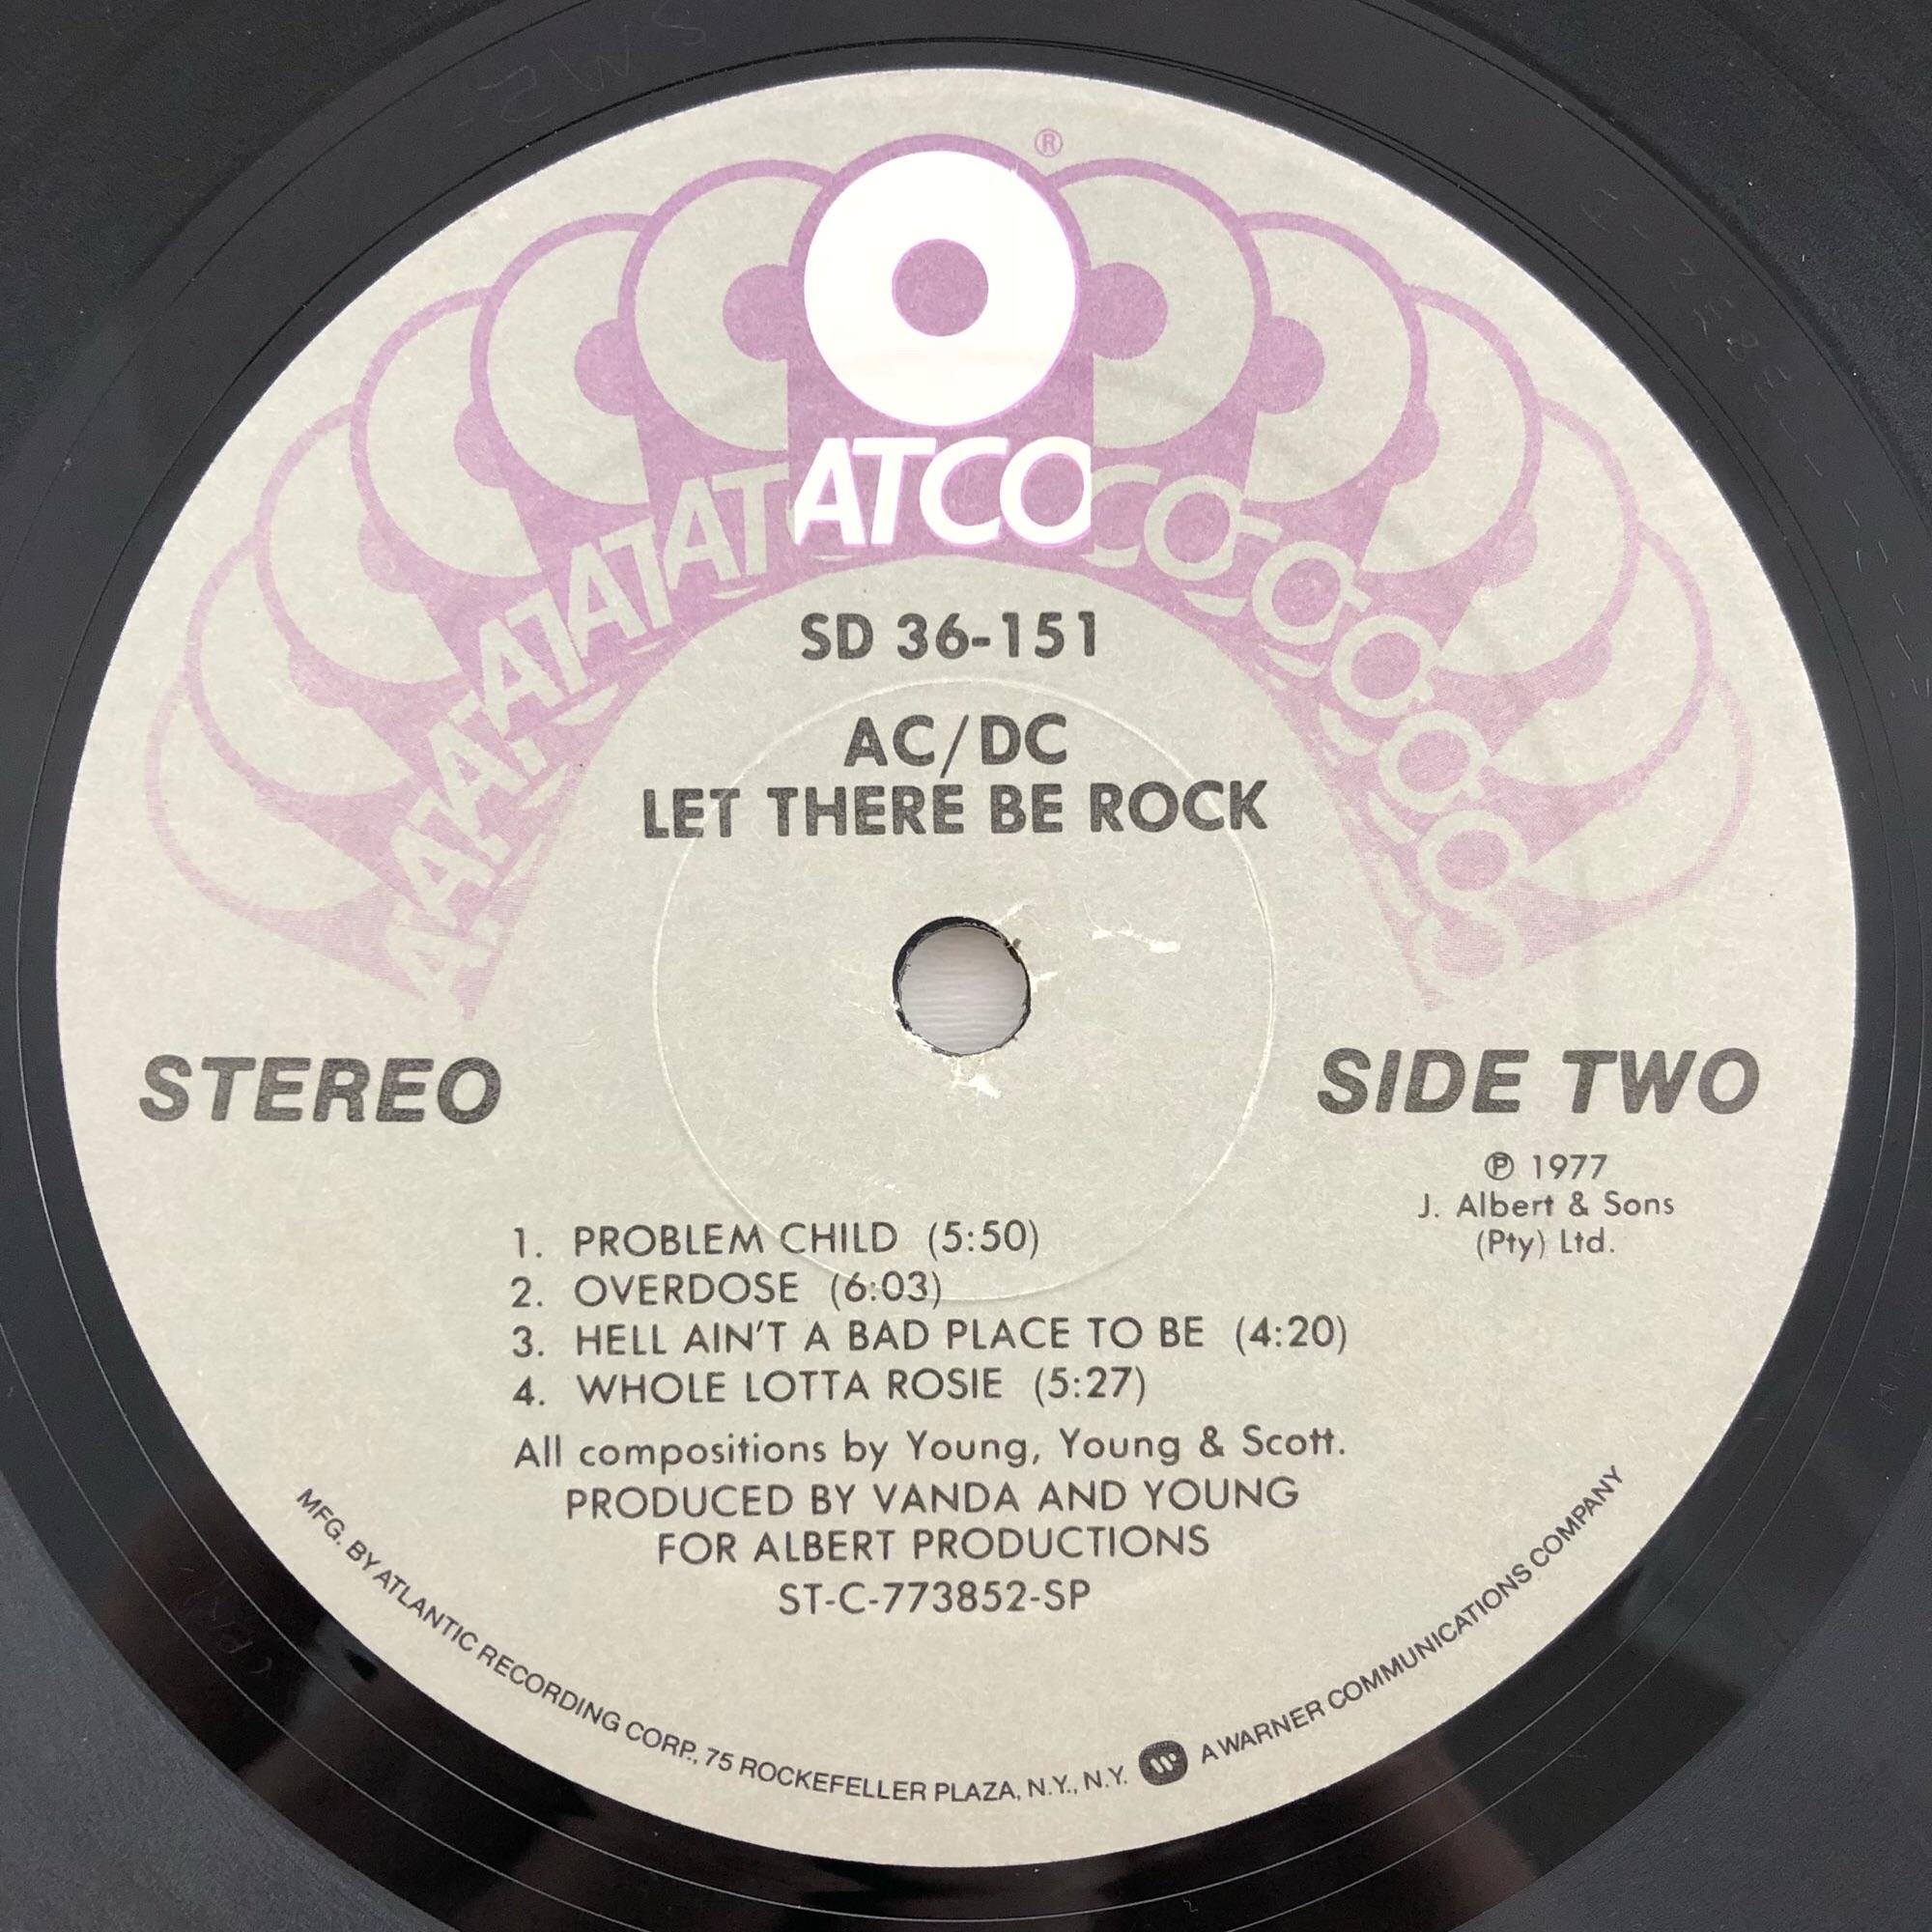 ®
ATCO
SD 36-151
AC/DC
LET THERE BE ROCK
STEREO
SIDE TWO
℗ 1977
J. Albert & Sons
(Pty) Ltd.
1. PROBLEM CHILD (5:50)
2. OVERDOSE (6:03)
3. HELL AIN'T A BAD PLACE TO BE (4:20)
4. WHOLE LOTTA ROSIE (5:27)
All compositions by Young, Young & Scott.
PRODUCED BY VANDA AND YOUNG
FOR ALBERT PRODUCTIONS
ST-C-773852-SP
MFG. BY ATLANTIC RECORDING CORP., 75 ROCKEFELLER PLAZA, N.Y., N.Y. A WARNER COMMUNICATIONS COMPANY